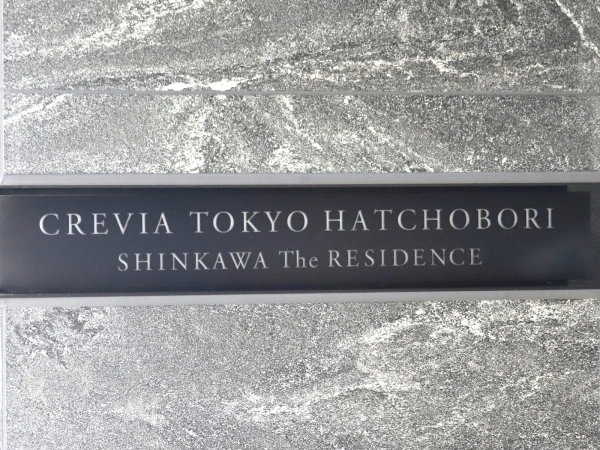 CREVIA TOKYO HATCHOBORI
SHINKAWA The RESIDENCE